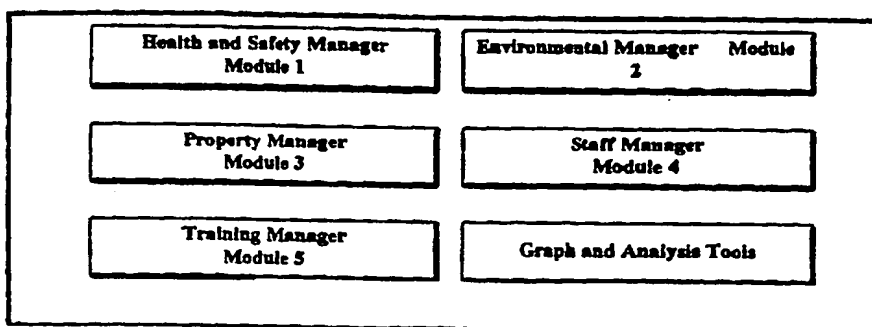 Health and Safety Manager
Module 1
Environmental Manager Module
2
Property Manager
Module 3
Staff Manager
Module 4
Training Manager
Module 5
Graph and Analysis Tools